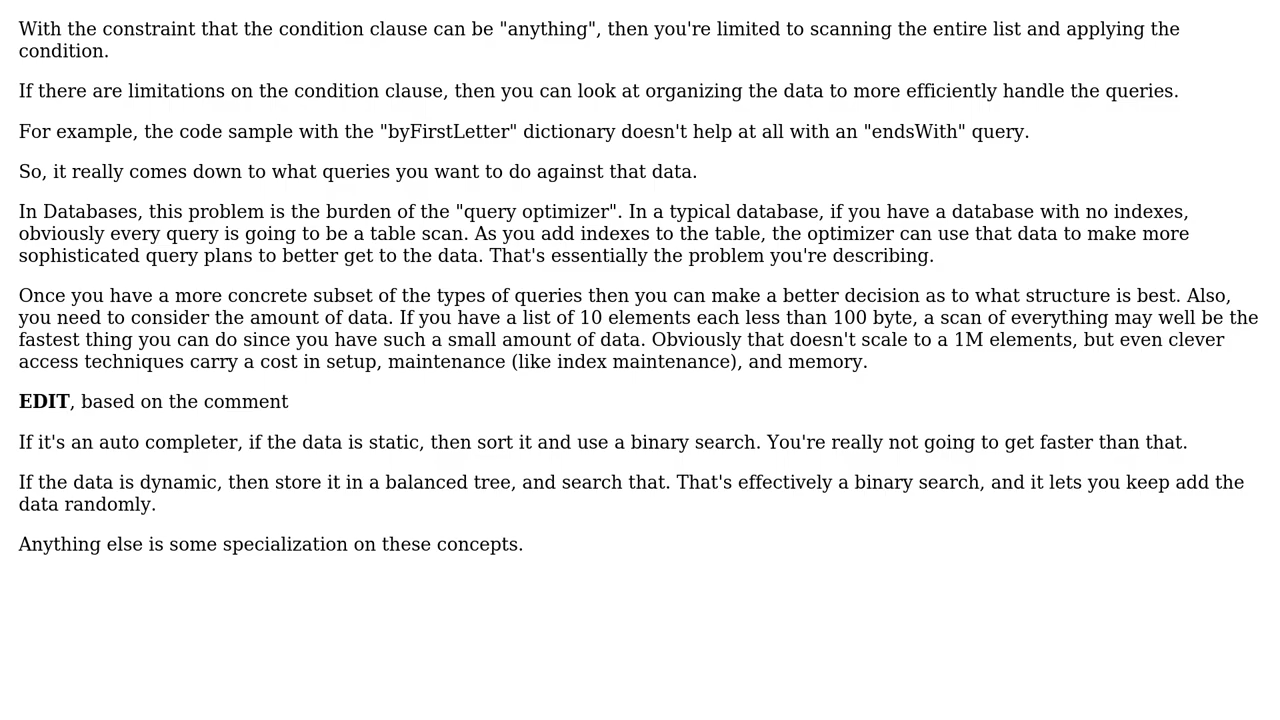 With the constraint that the condition clause can be "anything", then you're limited to scanning the entire list and applying the
condition.
If there are limitations on the condition clause, then you can look at organizing the data to more efficiently handle the queries.
For example, the code sample with the "byFirstLetter" dictionary doesn't help at all with an "endsWith" query.
So, it really comes down to what queries you want to do against that data.
In Databases, this problem is the burden of the "query optimizer". In a typical database, if you have a database with no indexes,
obviously every query is going to be a table scan. As you add indexes to the table, the optimizer can use that data to make more
sophisticated query plans to better get to the data. That's essentially the problem you're describing.
Once you have a more concrete subset of the types of queries then you can make a better decision as to what structure is best. Also,
you need to consider the amount of data. If you have a list of 10 elements each less than 100 byte, a scan of everything may well be the
fastest thing you can do since you have such a small amount of data. Obviously that doesn't scale to a 1M elements, but even clever
access techniques carry a cost in setup, maintenance (like index maintenance), and memory.
EDIT, based on the comment
If it's an auto completer, if the data is static, then sort it and use a binary search. You're really not going to get faster than that.
If the data is dynamic, then store it in a balanced tree, and search that. That's effectively a binary search, and it lets you keep add the
data randomly.
Anything else is some specialization on these concepts.